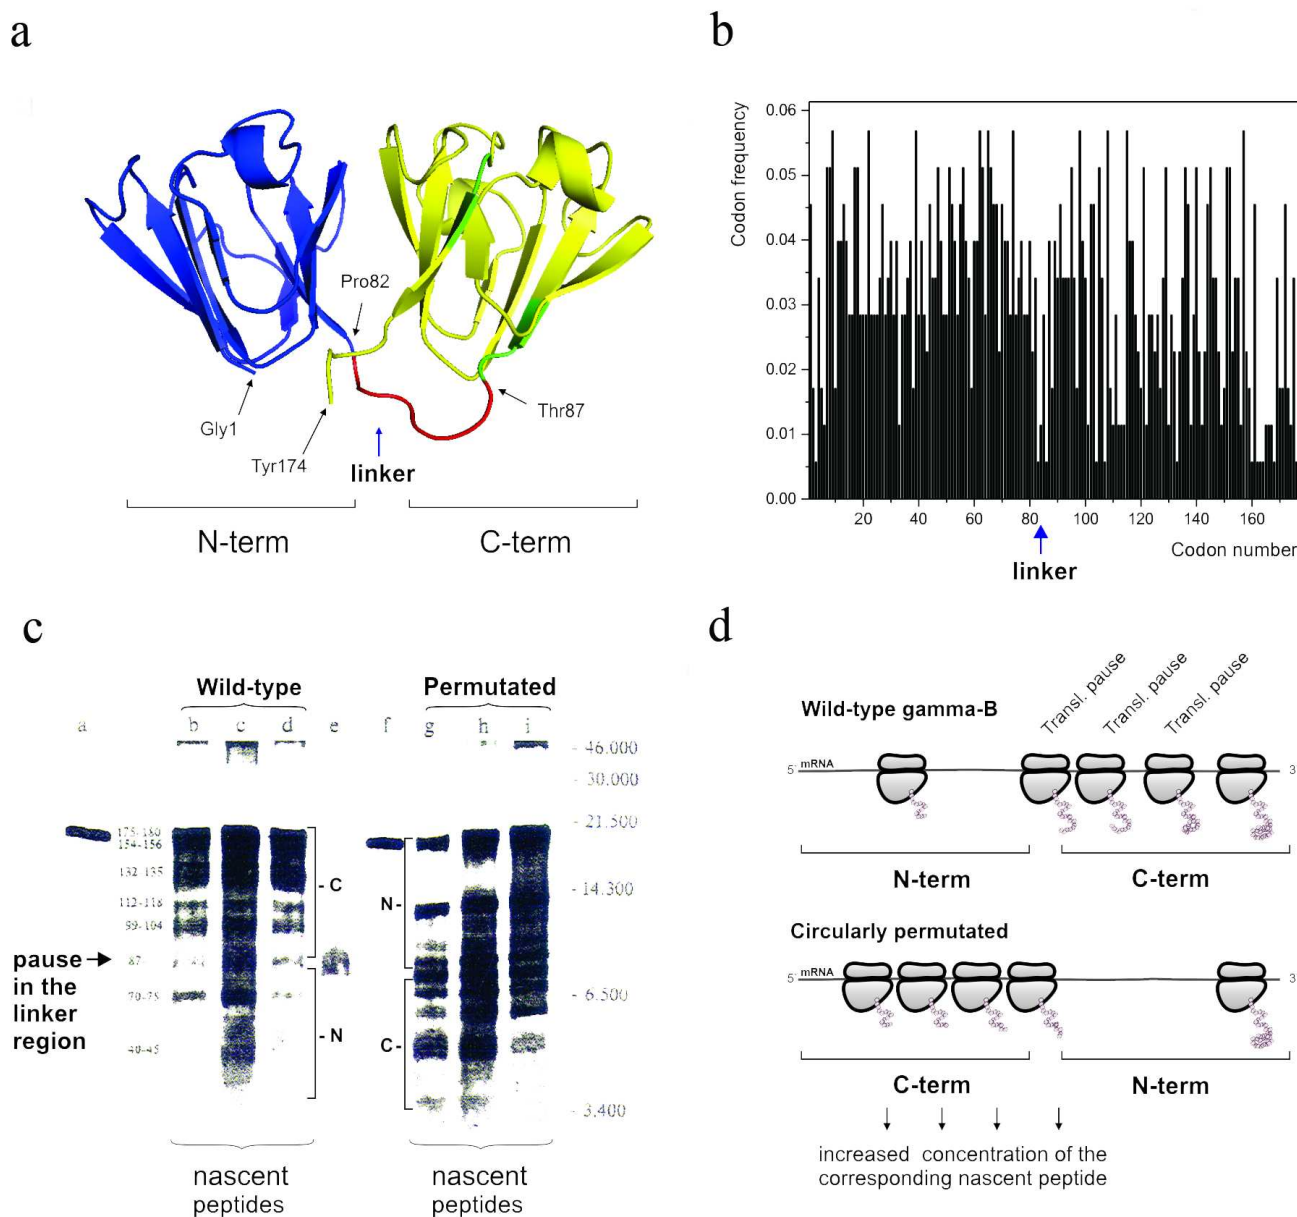 a
Pro82
Gly1
Tyr174
Thr87
linker
N-term
C-term
b
Codon frequency
0.06
0.05
0.04
0.03
0.02
0.01
0.00
20 40 60 80 100 120 140 160
Codon number
linker
c
Wild-type
Permutated
a b c d e f g h i
- 46.000
- 30.000
- 21.500
- 14.300
- 6.500
- 3.400
175-180
154-156
132-135
112-118
99-104
87
70-75
40-45
- C
- N
N-
C-
pause
in the
linker
region
nascent
peptides
nascent
peptides
d
Transl. pause
Transl. pause
Transl. pause
Wild-type gamma-B
5' mRNA 3'
N-term C-term
Circularly permutated
5' mRNA 3'
C-term N-term
increased concentration of the
corresponding nascent peptide